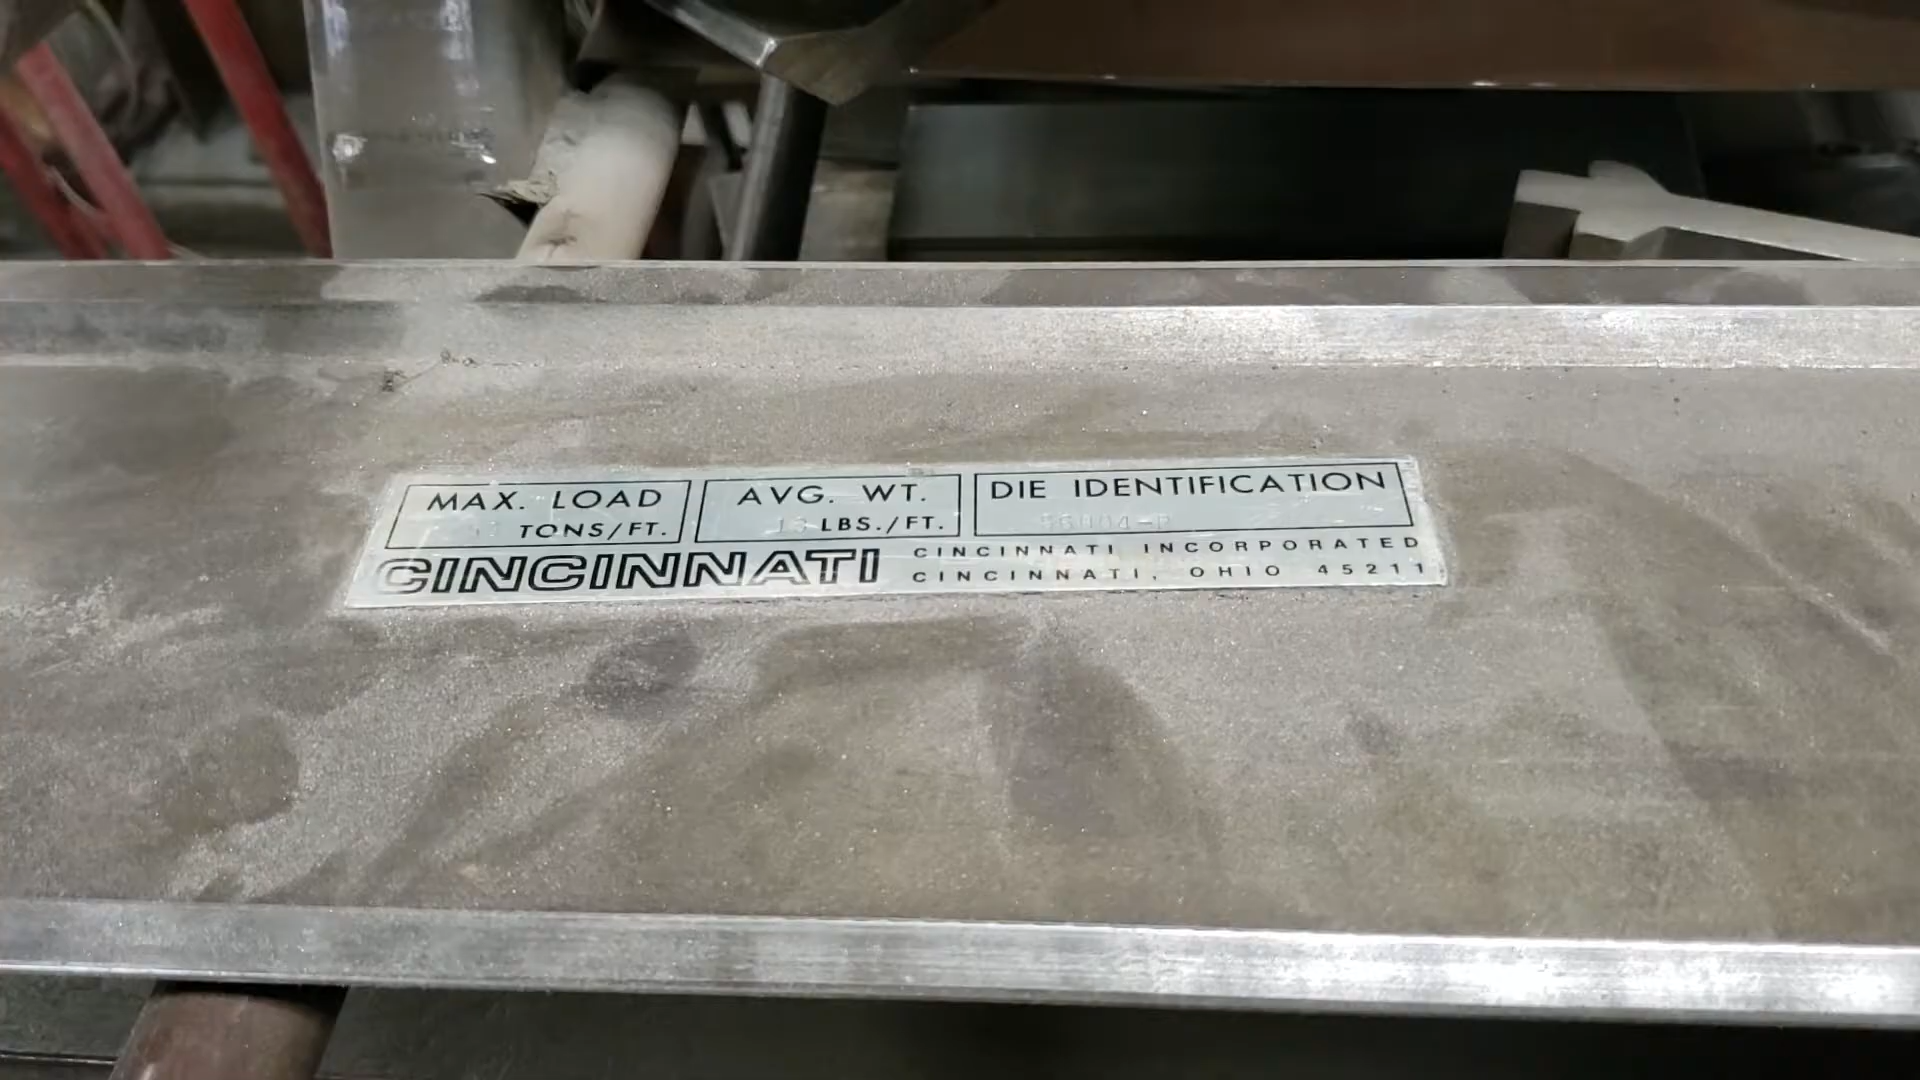 MAX. LOAD
TONS/FT.
AVG. WT.
LBS./FT.
DIE IDENTIFICATION
CINCINNATI
CINCINNATI INCORPORATED
CINCINNATI, OHIO 45211